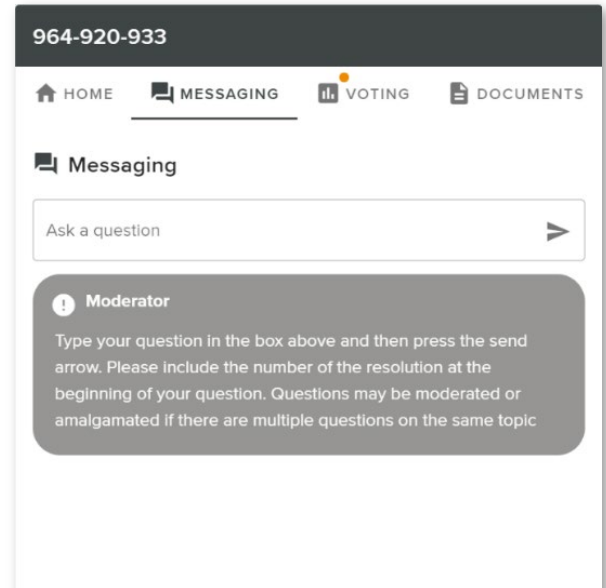 964-920-933
HOME MESSAGING VOTING DOCUMENTS
Messaging
Ask a question
Moderator
Type your question in the box above and then press the send
arrow. Please include the number of the resolution at the
beginning of your question. Questions may be moderated or
amalgamated if there are multiple questions on the same topic